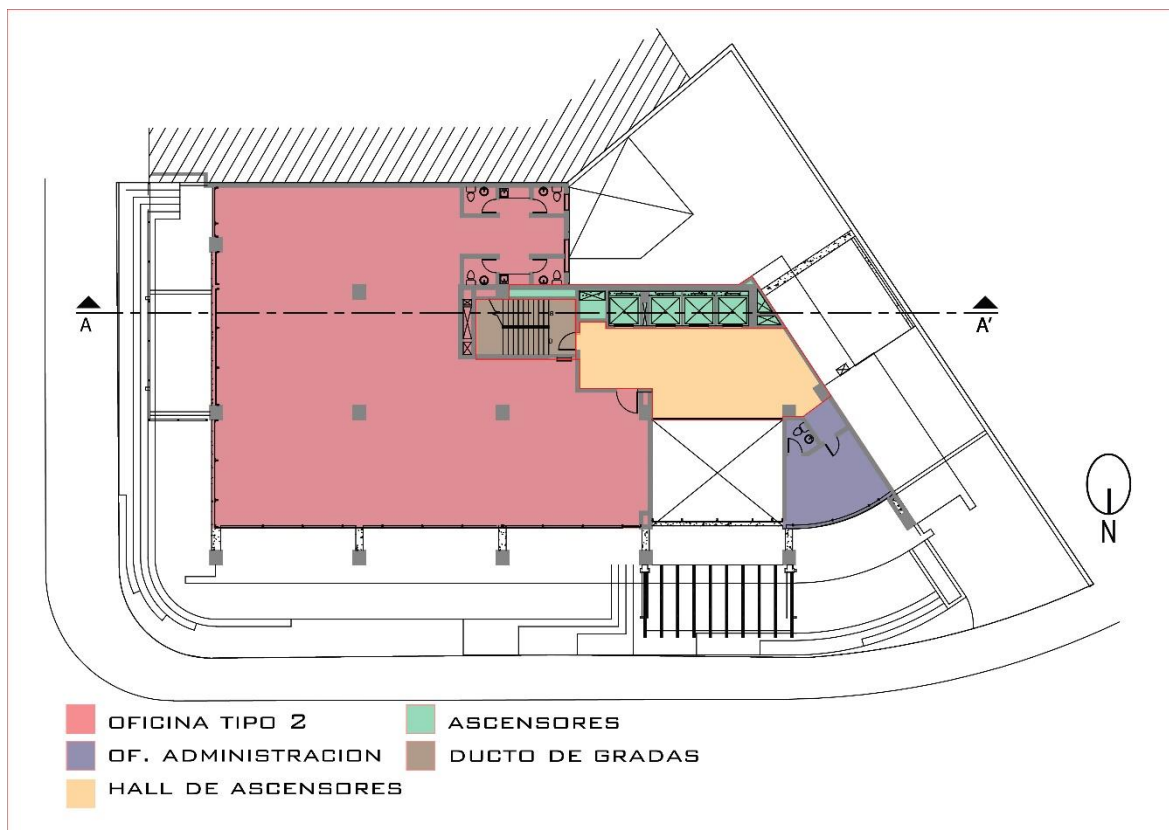 A
A'
N
OFICINA TIPO 2
OF. ADMINISTRACION
HALL DE ASCENSORES
ASCENSORES
DUCTO DE GRADAS